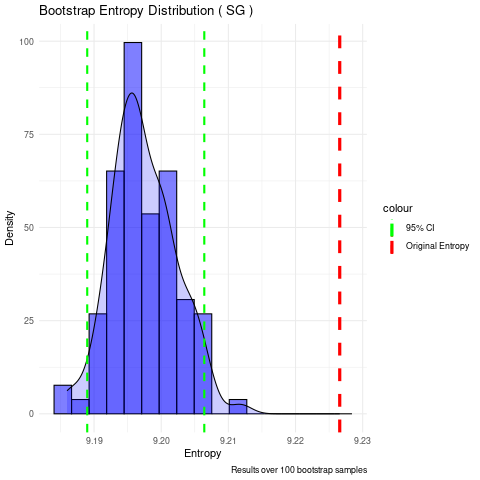 Bootstrap Entropy Distribution ( SG )
100
75
50
25
0
Density
9.19
9.20
9.21
9.22
9.23
Entropy
colour
95% CI
Original Entropy
Results over 100 bootstrap samples